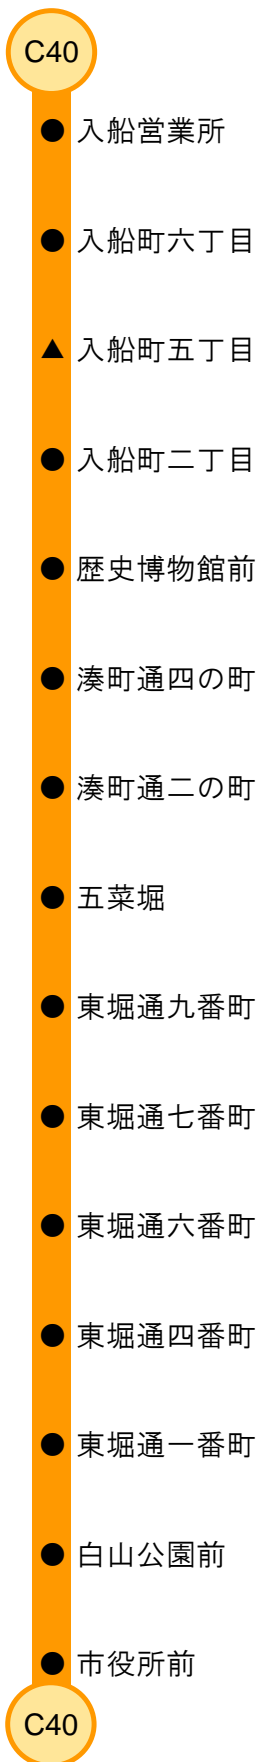 C40
● 入船営業所
● 入船町六丁目
▲ 入船町五丁目
● 入船町二丁目
● 歴史博物館前
● 湊町通四の町
● 湊町通二の町
● 五菜堀
● 東堀通九番町
● 東堀通七番町
● 東堀通六番町
● 東堀通四番町
● 東堀通一番町
● 白山公園前
● 市役所前
C40